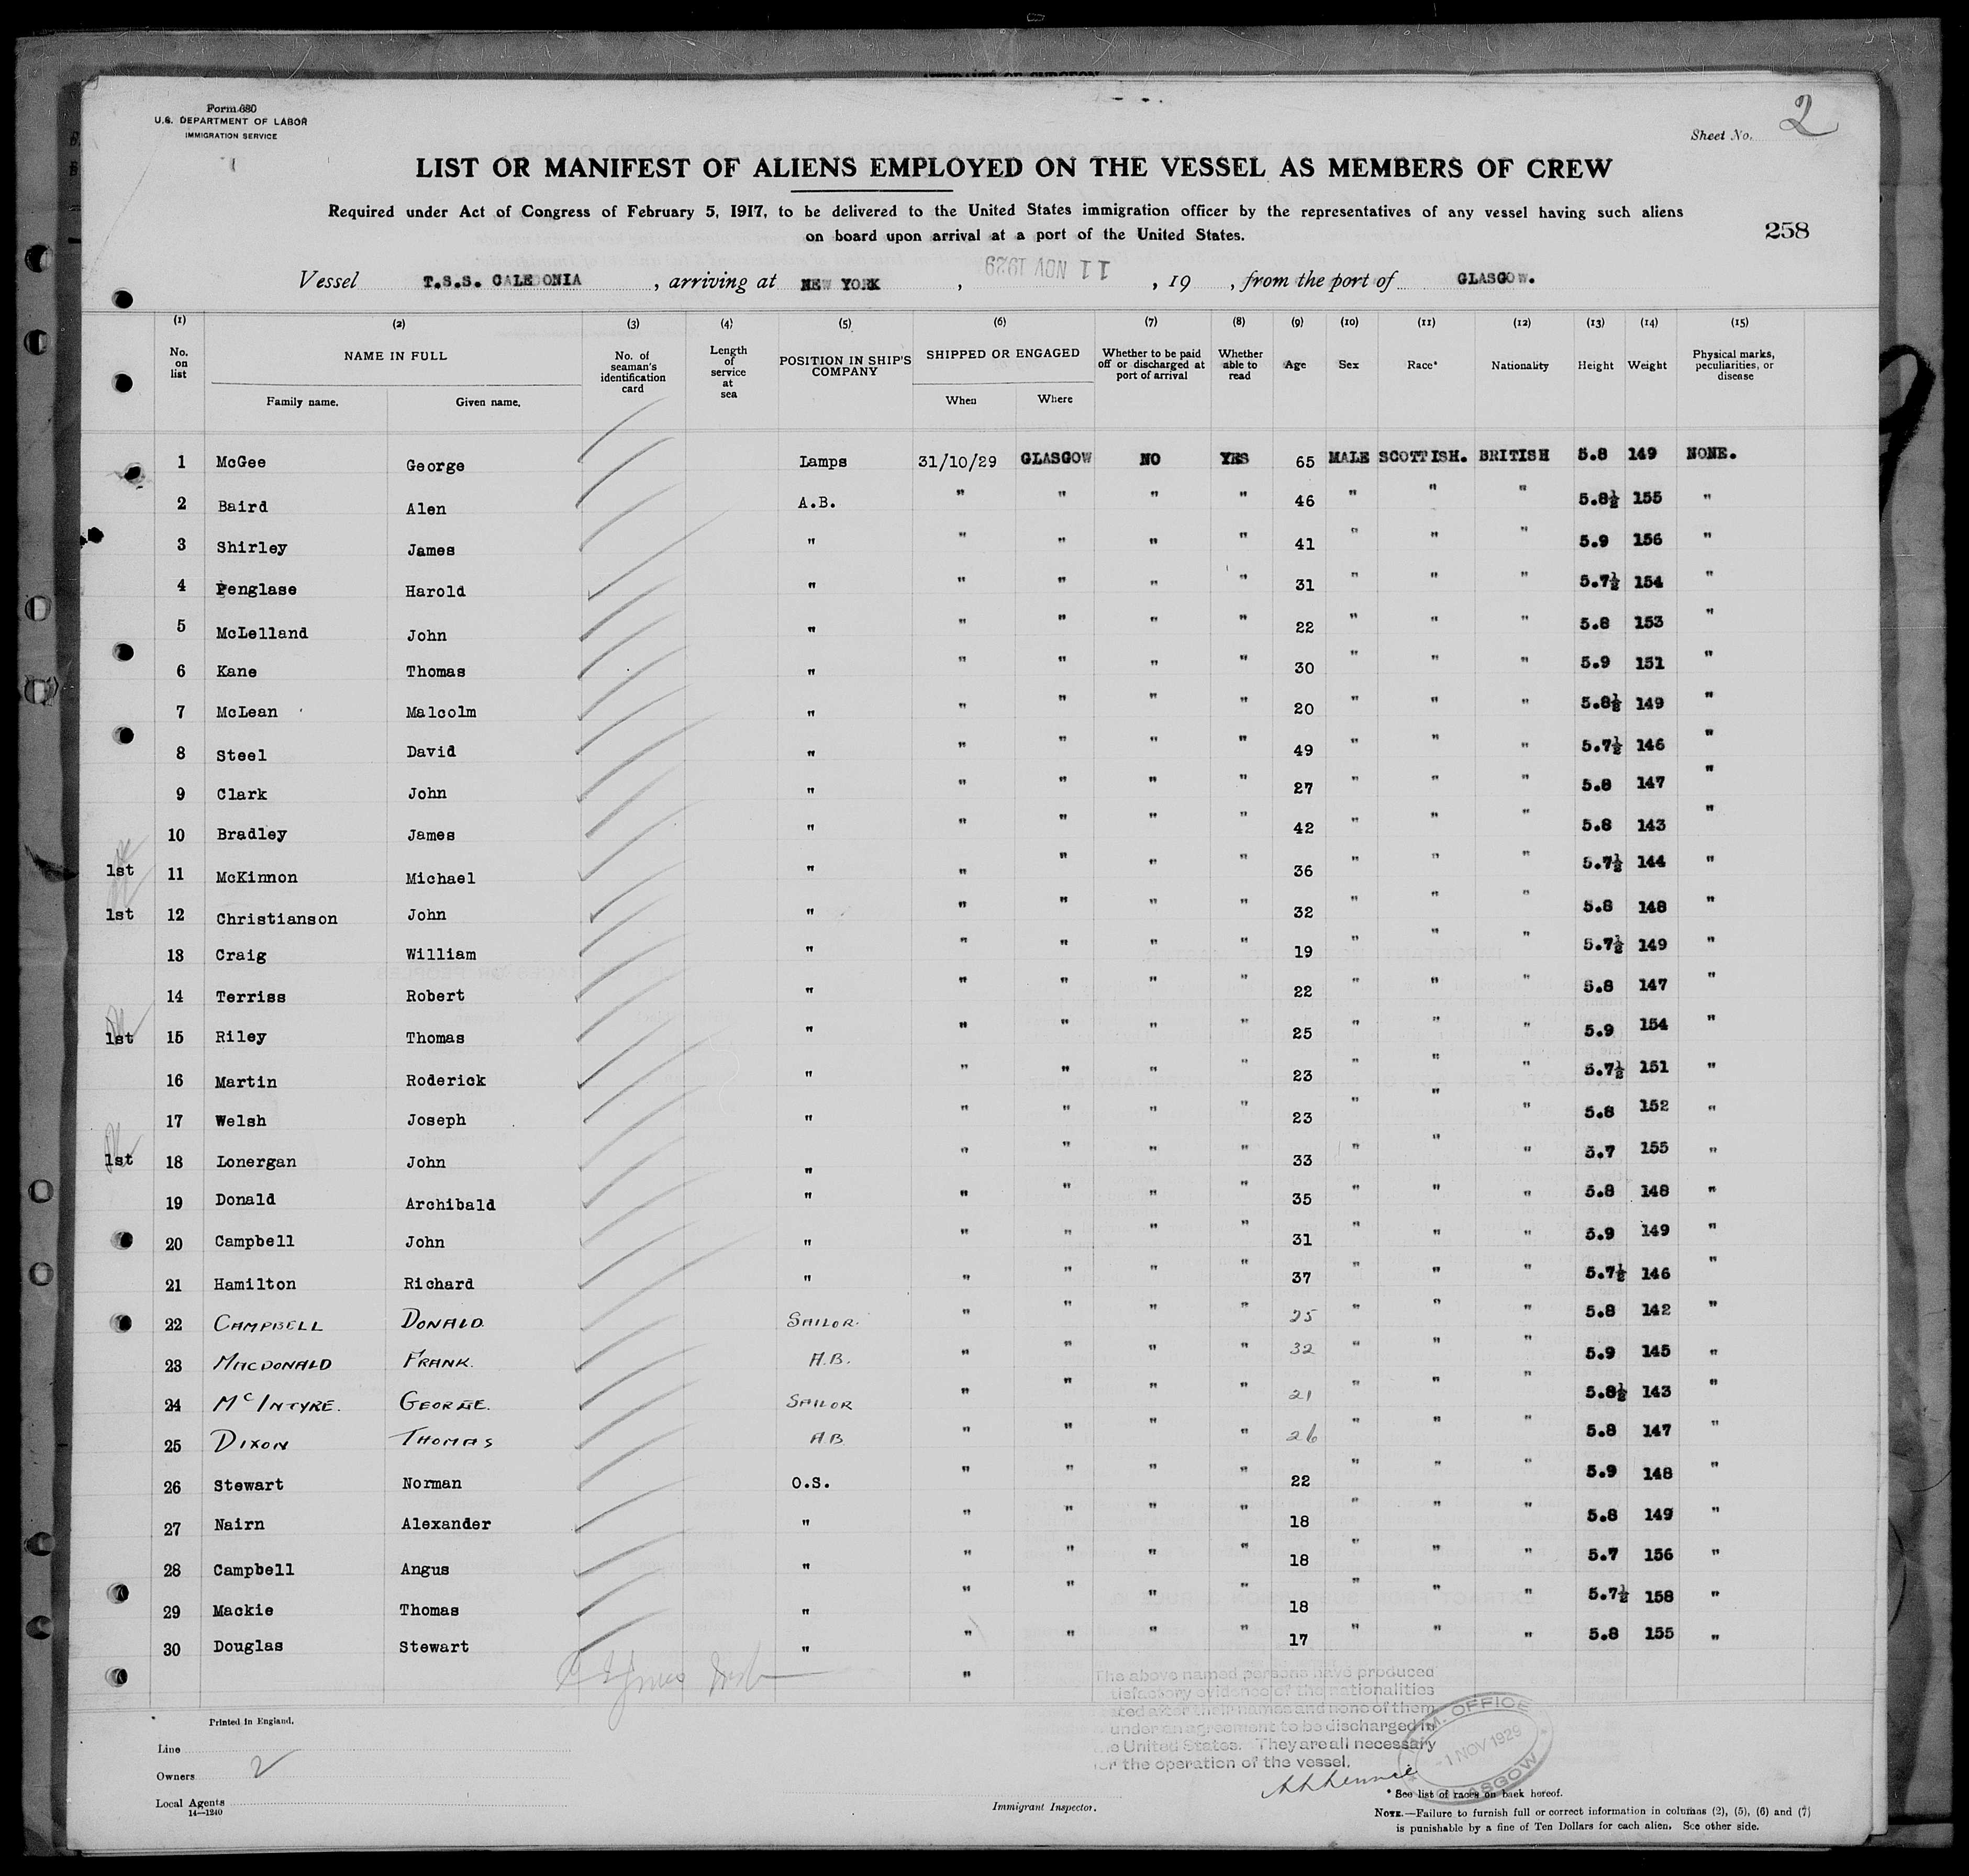 Form 680
U.S. DEPARTMENT OF LABOR
IMMIGRATION SERVICE
Sheet No. 2
LIST OR MANIFEST OF ALIENS EMPLOYED ON THE VESSEL AS MEMBERS OF CREW
Required under Act of Congress of February 5, 1917, to be delivered to the United States immigration officer by the representatives of any vessel having such aliens
on board upon arrival at a port of the United States.
258
Vessel T.S.S. CALEDONIA , arriving at NEW YORK , 11 NOV 1929 , 19 , from the port of GLASGOW.
(1) (2) (3) (4) (5) (6) (7) (8) (9) (10) (11) (12) (13) (14) (15)
No. on list NAME IN FULL Family name. Given name. No. of seaman's identification card Length of service at sea POSITION IN SHIP'S COMPANY SHIPPED OR ENGAGED When Where Whether to be paid off or discharged at port of arrival Whether able to read Age Sex Race* Nationality Height Weight Physical marks, peculiarities, or disease
1 McGee George Lamps 31/10/29 GLASGOW NO YES 65 MALE SCOTTISH. BRITISH 5.8 149 NONE.
2 Baird Alen A.B. " " " " 46 " " " 5.8½ 155 "
3 Shirley James " " " " " 41 " " " 5.9 156 "
4 Penglase Harold " " " " " 31 " " " 5.7½ 154 "
5 McLelland John " " " " " 22 " " " 5.8 153 "
6 Kane Thomas " " " " " 30 " " " 5.9 151 "
7 McLean Malcolm " " " " " 20 " " " 5.8½ 149 "
8 Steel David " " " " " 49 " " " 5.7½ 146 "
9 Clark John " " " " " 27 " " " 5.8 147 "
10 Bradley James " " " " " 42 " " " 5.8 143 "
1st 11 McKinnon Michael " " " " " 36 " " " 5.7½ 144 "
1st 12 Christianson John " " " " " 32 " " " 5.8 148 "
13 Craig William " " " " " 19 " " " 5.7½ 149 "
14 Terriss Robert " " " " " 22 " " " 5.8 147 "
1st 15 Riley Thomas " " " " " 25 " " " 5.9 154 "
16 Martin Roderick " " " " " 23 " " " 5.7½ 151 "
17 Welsh Joseph " " " " " 23 " " " 5.8 152 "
1st 18 Lonergan John " " " " " 33 " " " 5.7 155 "
19 Donald Archibald " " " " " 35 " " " 5.8 148 "
20 Campbell John " " " " " 31 " " " 5.9 149 "
21 Hamilton Richard " " " " " 37 " " " 5.7½ 146 "
22 CAMPBELL DONALD. SAILOR. " " " " 25 " " " 5.8 142 "
23 MACDONALD FRANK. A.B. " " " " 32 " " " 5.9 145 "
24 McINTYRE. GEORGE. SAILOR " " " " 21 " " " 5.8½ 143 "
25 DIXON THOMAS AB " " " " 26 " " " 5.8 147 "
26 Stewart Norman O.S. " " " " 22 " " " 5.9 148 "
27 Nairn Alexander " " " " " 18 " " " 5.8 149 "
28 Campbell Angus " " " " " 18 " " " 5.7 156 "
29 Mackie Thomas " " " " " 18 " " " 5.7½ 158 "
30 Douglas Stewart " " " " " 17 " " " 5.8 155 "
"
The above named persons have produced
tisfactory evidence of the nationalities
ted after their names and none of them
under an agreement to be discharged in
e United States. They are all necessary
or the operation of the vessel.
M. OFFICE
1 NOV 1929
GLASGOW
Printed in England.
Line
Owners 2
Local Agents
14—1240
Immigrant Inspector.
* See list of races on back hereof.
NOTE.—Failure to furnish full or correct information in columns (2), (5), (6) and (7)
is punishable by a fine of Ten Dollars for each alien. See other side.